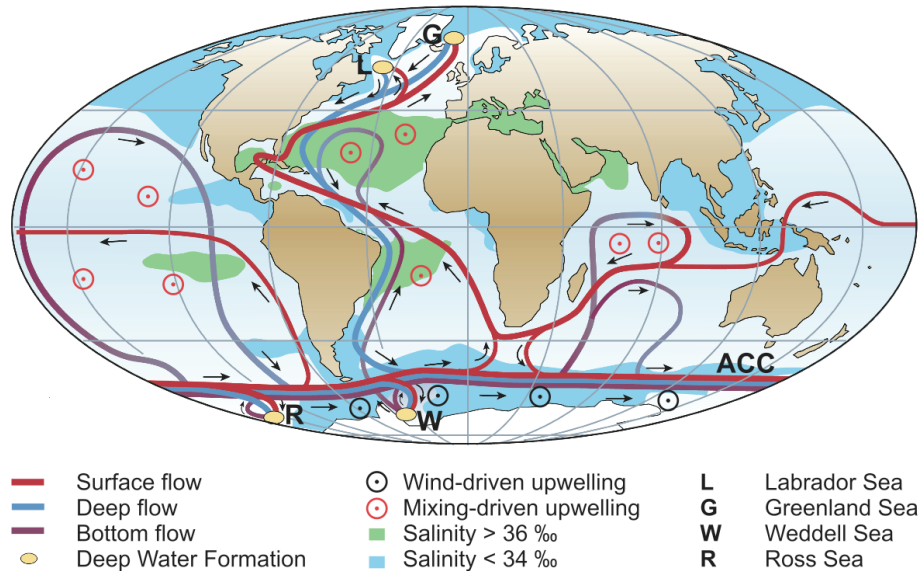 G
L
ACC
R
W
Surface flow
Deep flow
Bottom flow
Deep Water Formation
Wind-driven upwelling
Mixing-driven upwelling
Salinity > 36 ‰
Salinity < 34 ‰
L Labrador Sea
G Greenland Sea
W Weddell Sea
R Ross Sea